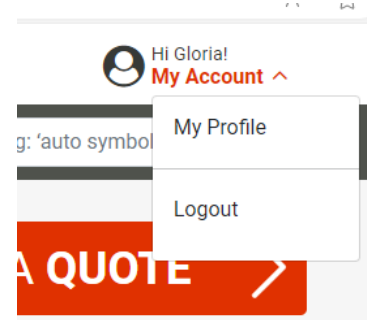 Hi Gloria!
My Account
My Profile
g: ‘auto symbol
Logout
A QUOTE